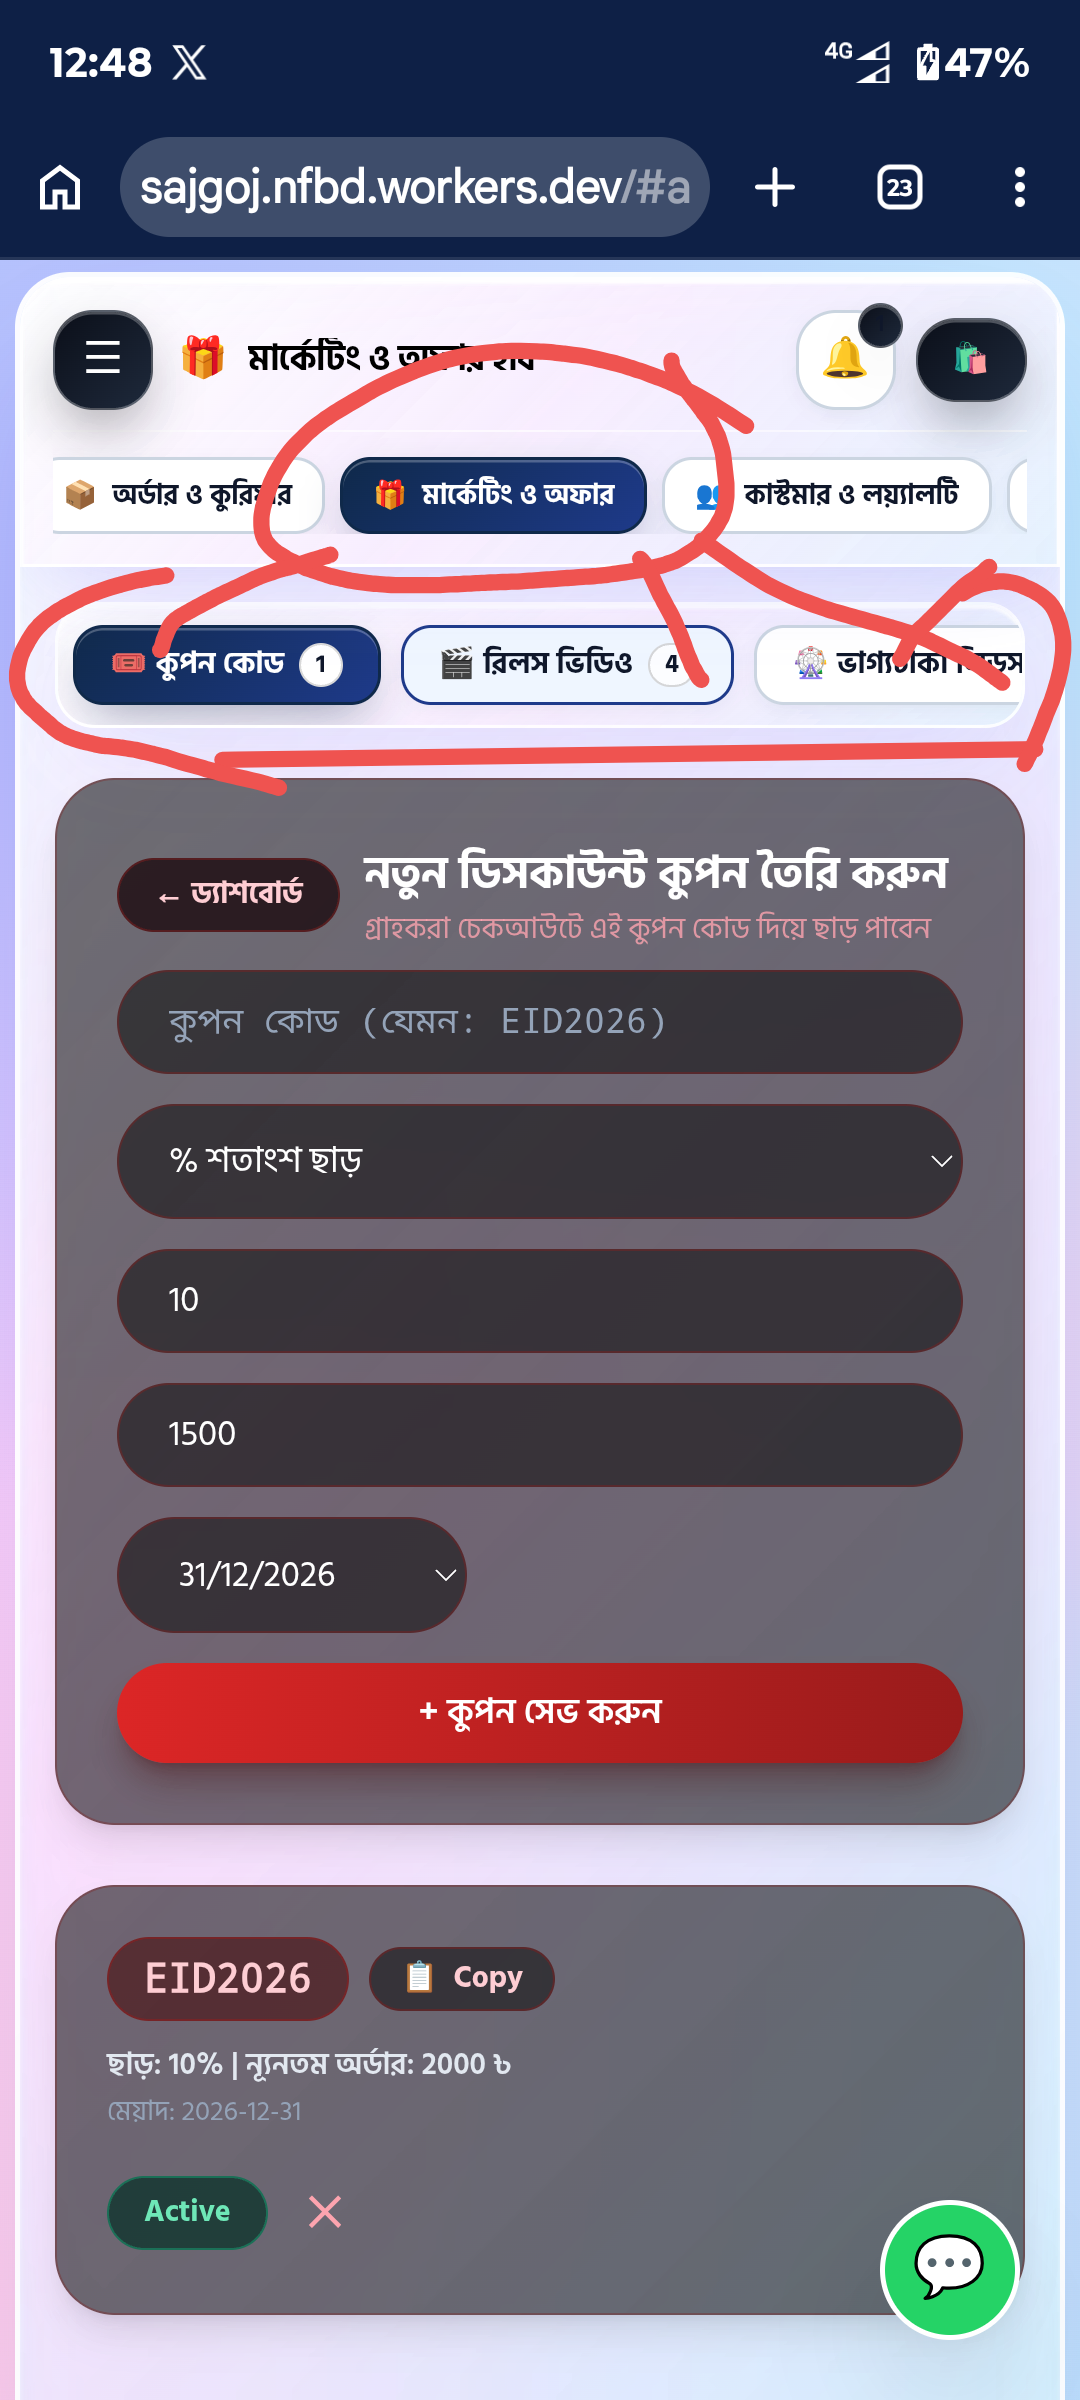 12:48
4G
47%
sajgoj.nfbd.workers.dev/#a
23
মার্কেটিং ও অফার হাব
অর্ডার ও কুরিয়ার
মার্কেটিং ও অফার
কাস্টমার ও লয়্যালটি
কুপন কোড 1
রিলস ভিডিও 4
← ড্যাশবোর্ড
নতুন ডিসকাউন্ট কুপন তৈরি করুন
গ্রাহকরা চেকআউটে এই কুপন কোড দিয়ে ছাড় পাবেন
কুপন কোড (যেমন: EID2026)
% শতাংশ ছাড়
10
1500
31/12/2026
+ কুপন সেভ করুন
EID2026
Copy
ছাড়: 10% | ন্যূনতম অর্ডার: 2000 ৳
মেয়াদ: 2026-12-31
Active